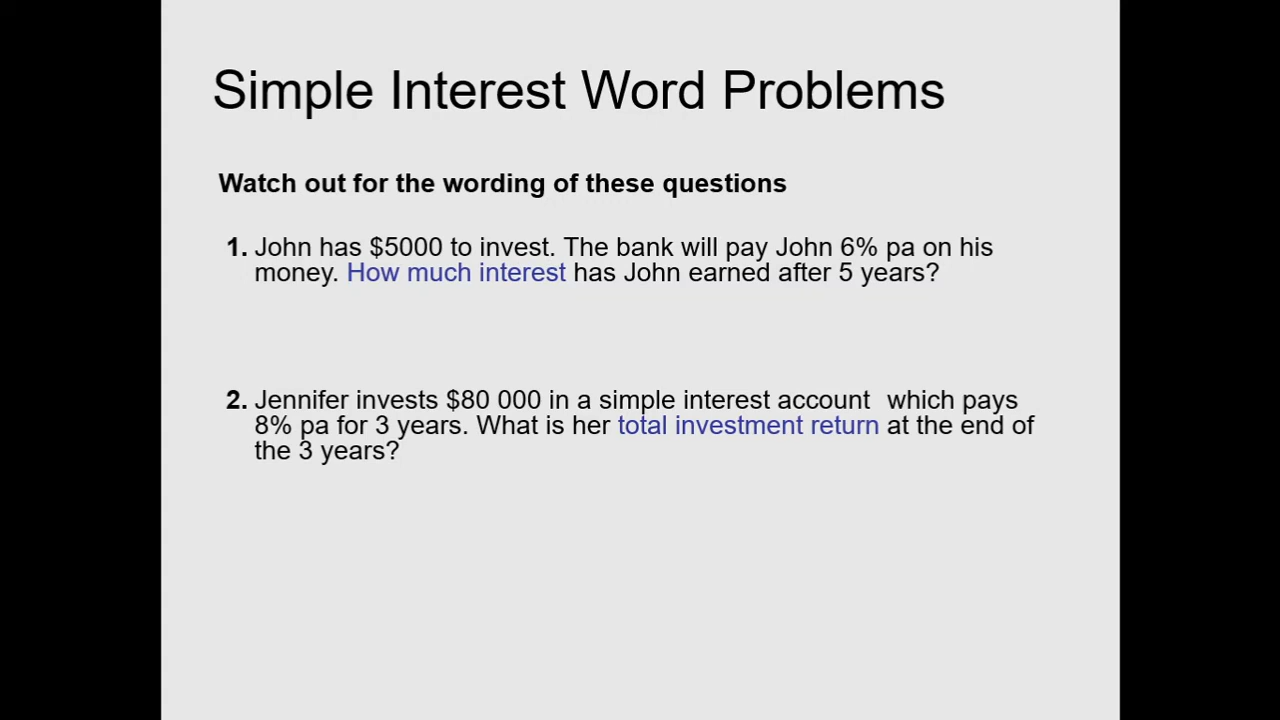 Simple Interest Word Problems
Watch out for the wording of these questions
1. John has $5000 to invest. The bank will pay John 6% pa on his
money. How much interest has John earned after 5 years?
2. Jennifer invests $80 000 in a simple interest account  which pays
8% pa for 3 years. What is her total investment return at the end of
the 3 years?